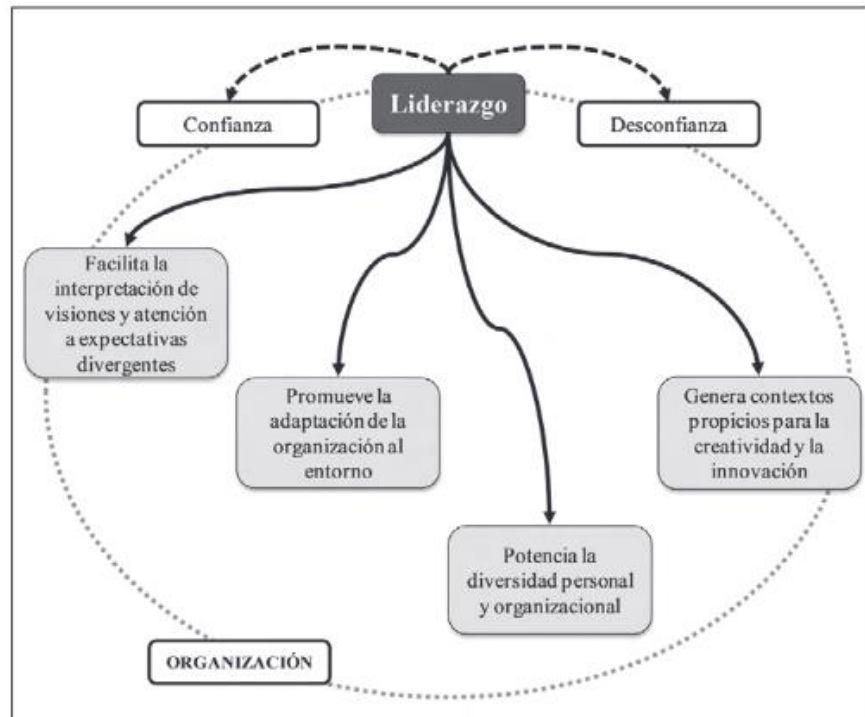 Liderazgo
Confianza
Desconfianza
Facilita la
interpretación de
visiones y atención
a expectativas
divergentes
Promueve la
adaptación de la
organización al
entorno
Genera contextos
propicios para la
creatividad y la
innovación
Potencia la
diversidad personal
y organizacional
ORGANIZACIÓN